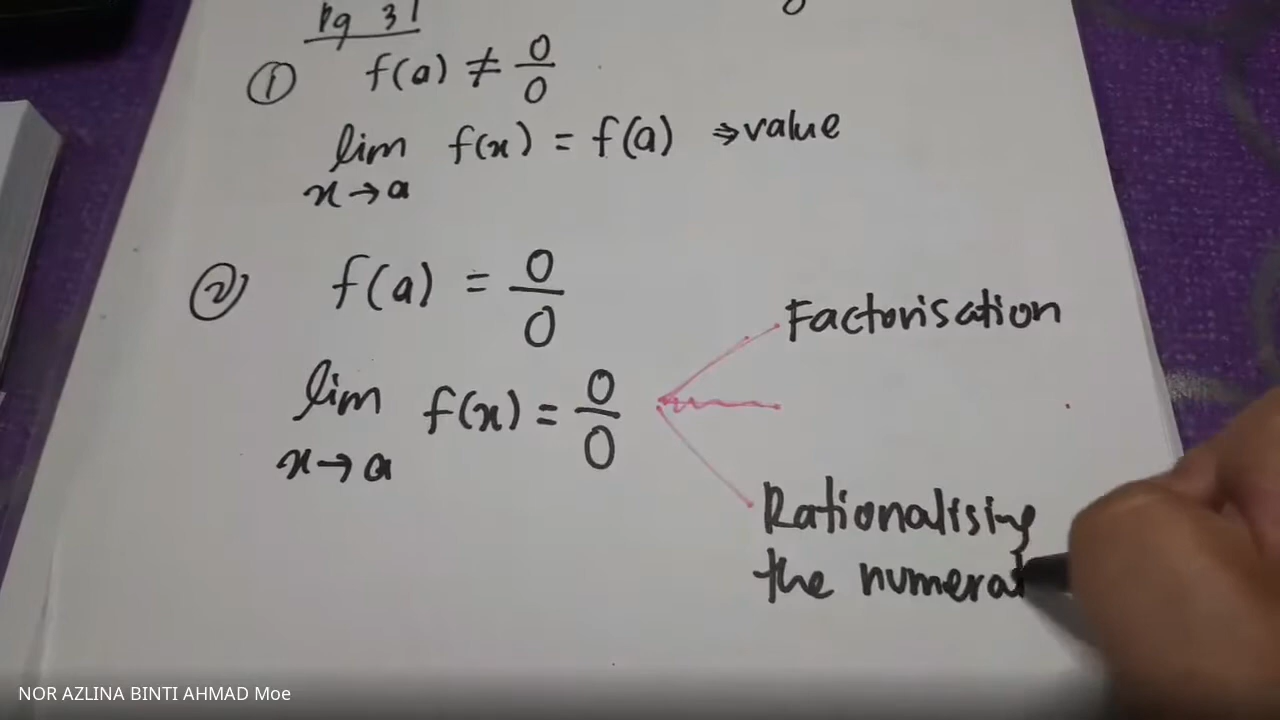 Pg 31
① f(a) ≠ 0/0
lim f(x) = f(a) ⇒ value
x → a
② f(a) = 0/0
Factorisation
lim f(x) = 0/0
x → a
Rationalising
the numerat
NOR AZLINA BINTI AHMAD Moe